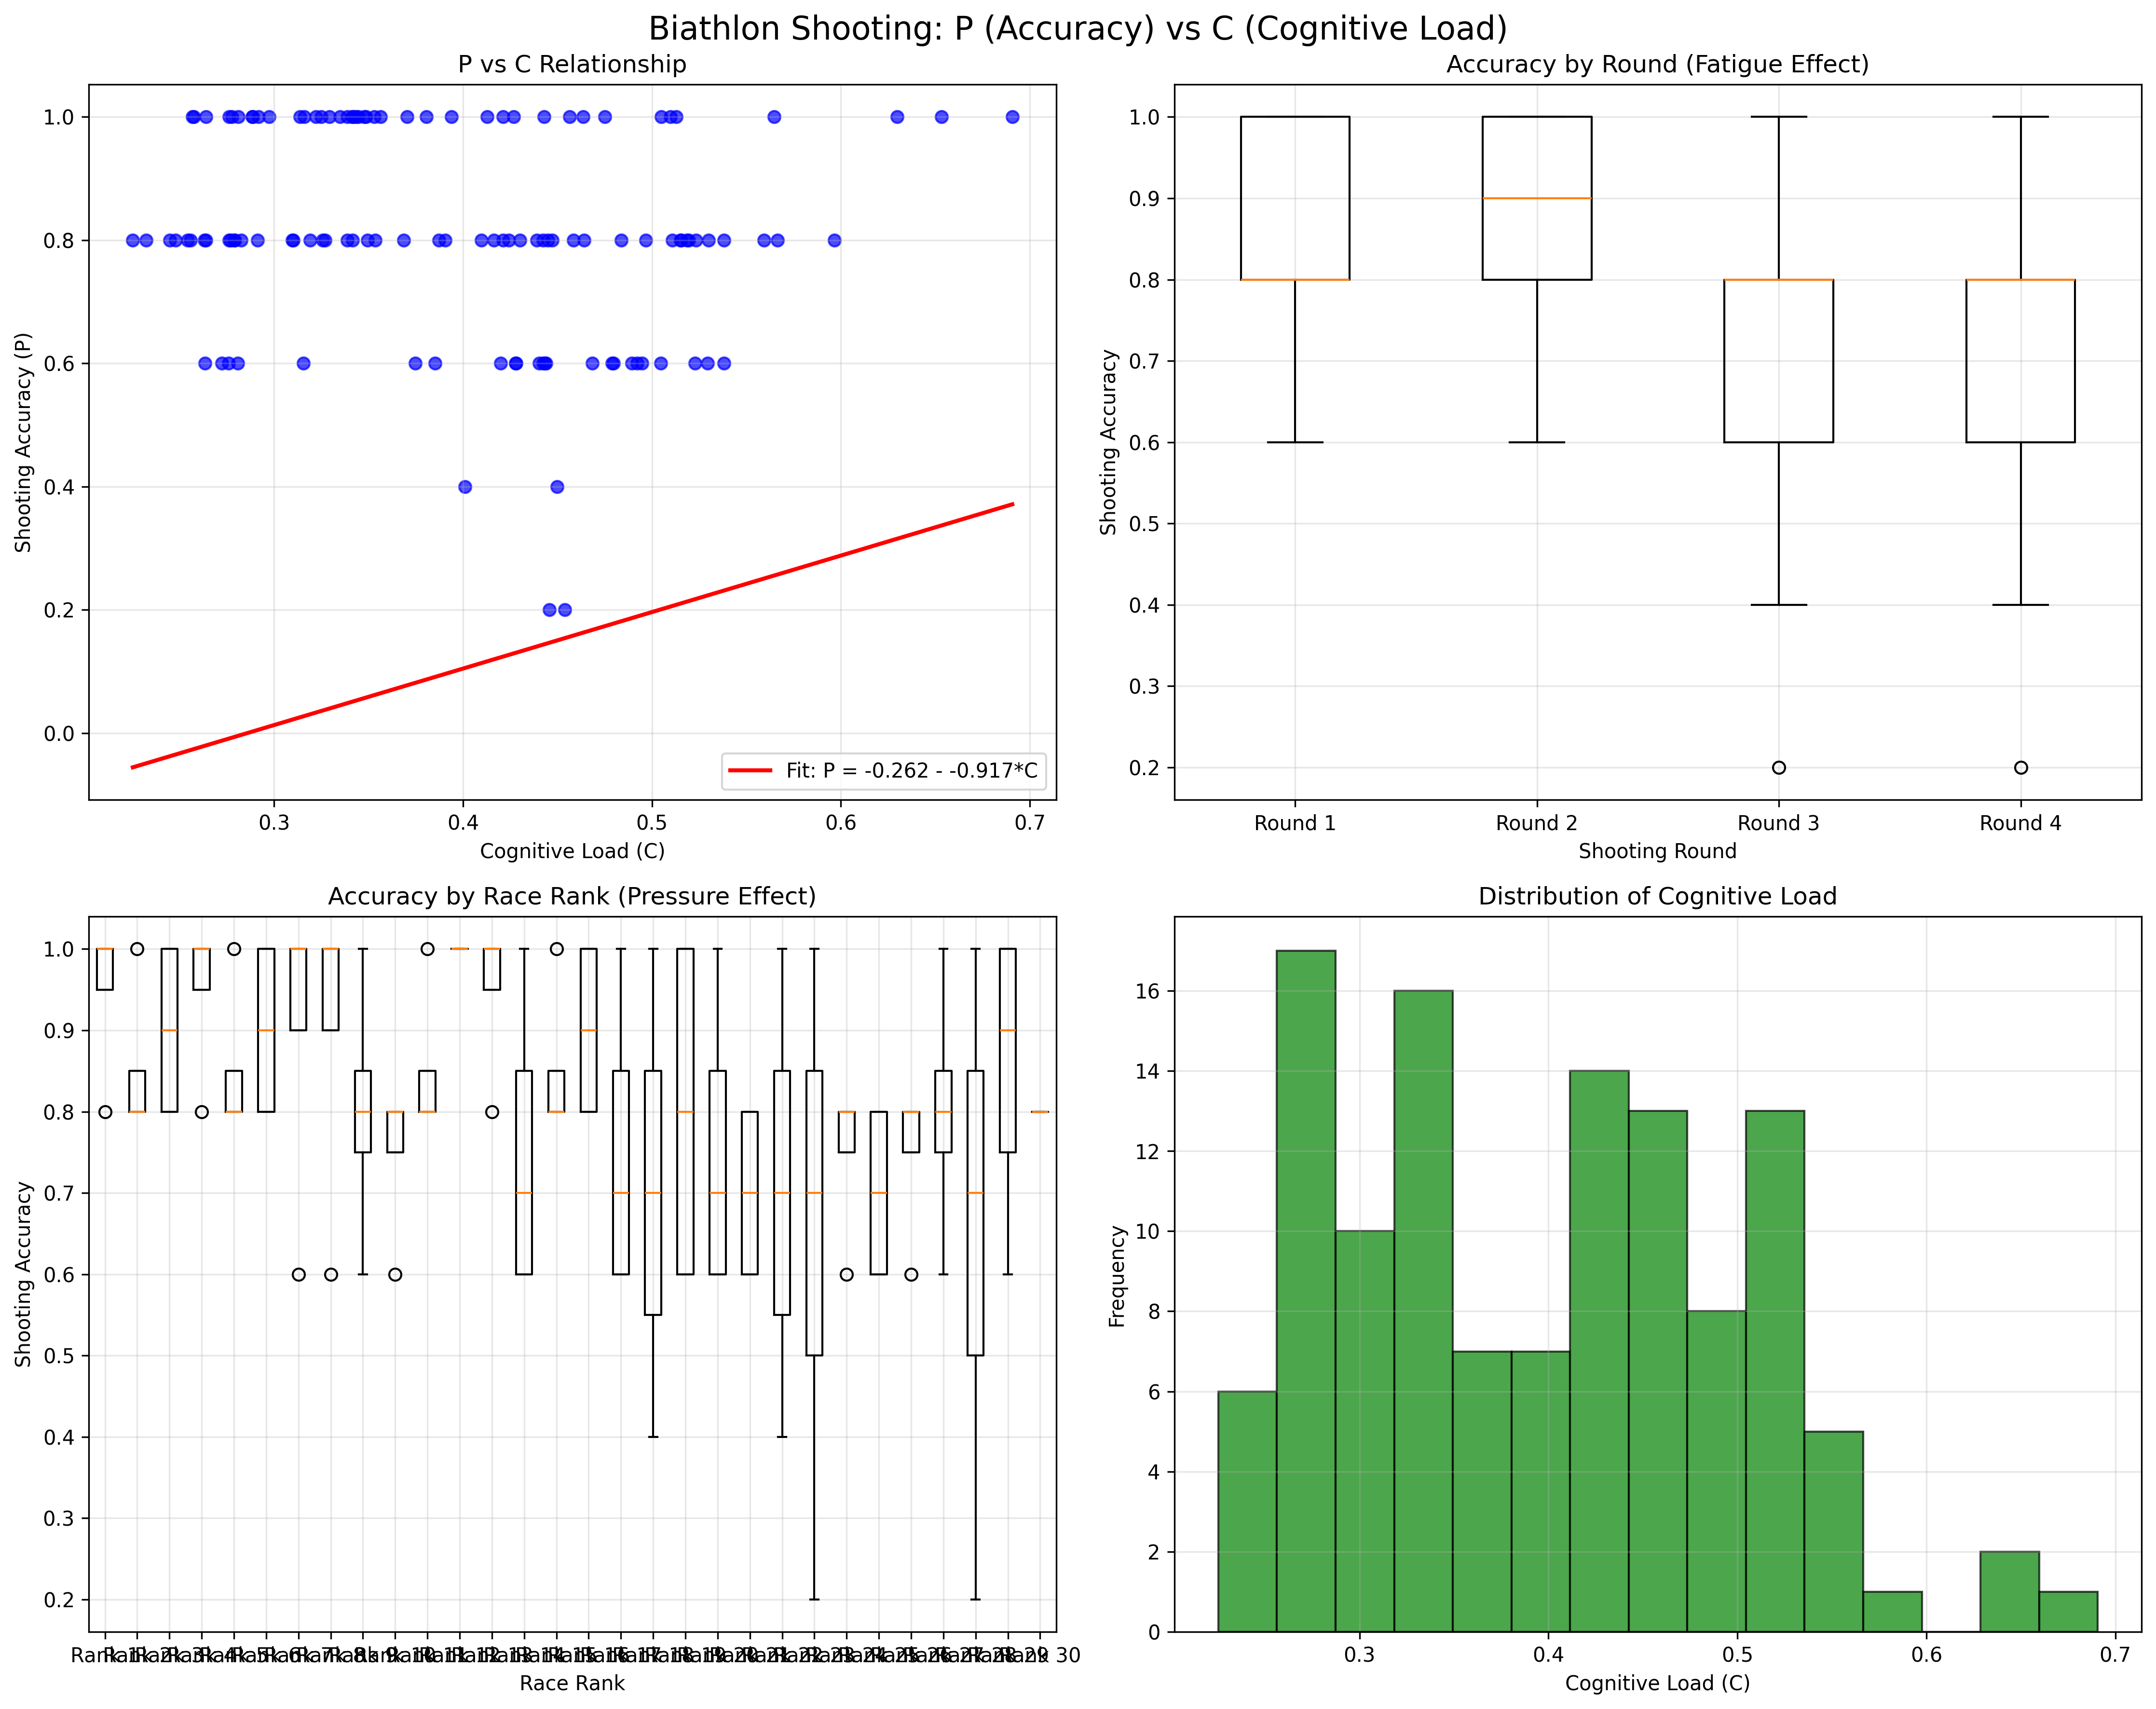 Biathlon Shooting: P (Accuracy) vs C (Cognitive Load)
P vs C Relationship
1.0
0.8
0.6
0.4
0.2
0.0
Shooting Accuracy (P)
Fit: P = -0.262 - -0.917*C
0.3 0.4 0.5 0.6 0.7
Cognitive Load (C)
Accuracy by Round (Fatigue Effect)
1.0
0.9
0.8
0.7
0.6
0.5
0.4
0.3
0.2
Shooting Accuracy
Round 1 Round 2 Round 3 Round 4
Shooting Round
Accuracy by Race Rank (Pressure Effect)
1.0
0.9
0.8
0.7
0.6
0.5
0.4
0.3
0.2
Shooting Accuracy
Race Rank
Distribution of Cognitive Load
16
14
12
10
8
6
4
2
0
Frequency
0.3 0.4 0.5 0.6 0.7
Cognitive Load (C)